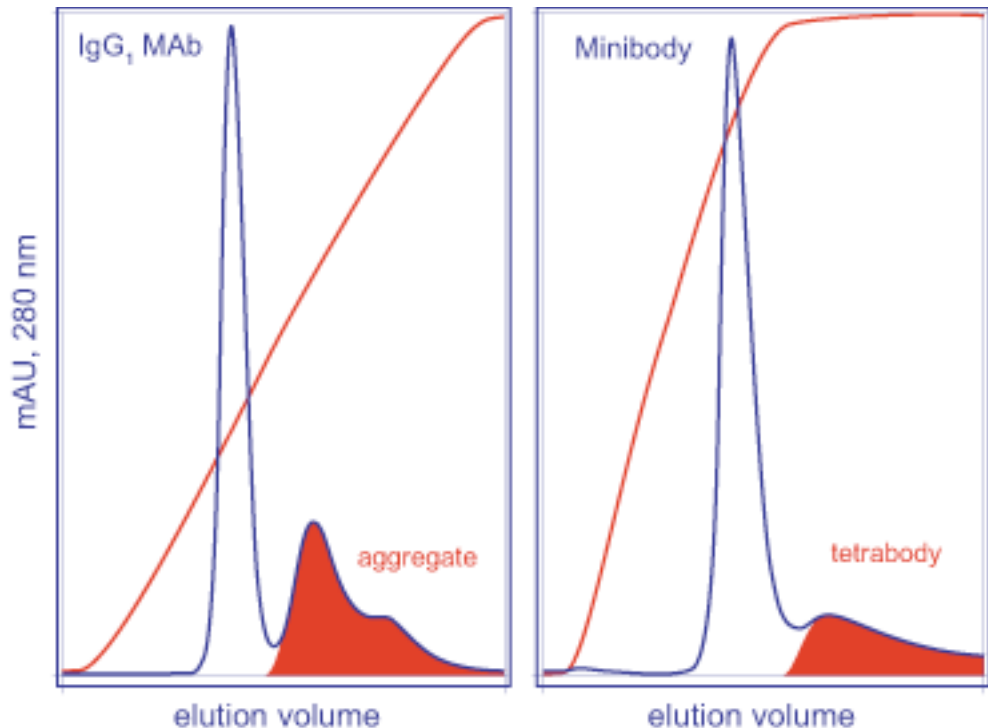 IgG₁ MAb
Minibody
mAU, 280 nm
aggregate
tetrabody
elution volume
elution volume